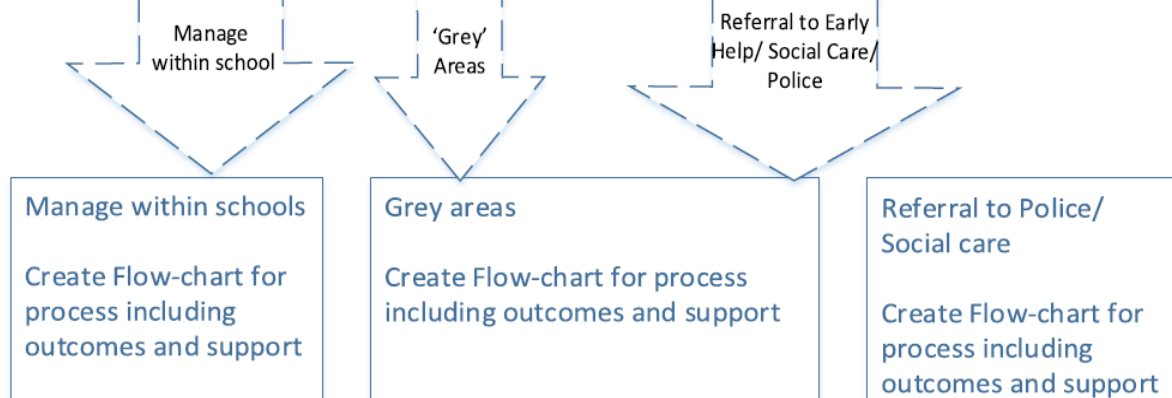 Manage
within school
‘Grey’
Areas
Referral to Early
Help/ Social Care/
Police
Manage within schools
Create Flow-chart for
process including
outcomes and support
Grey areas
Create Flow-chart for process
including outcomes and support
Referral to Police/
Social care
Create Flow-chart for
process including
outcomes and support